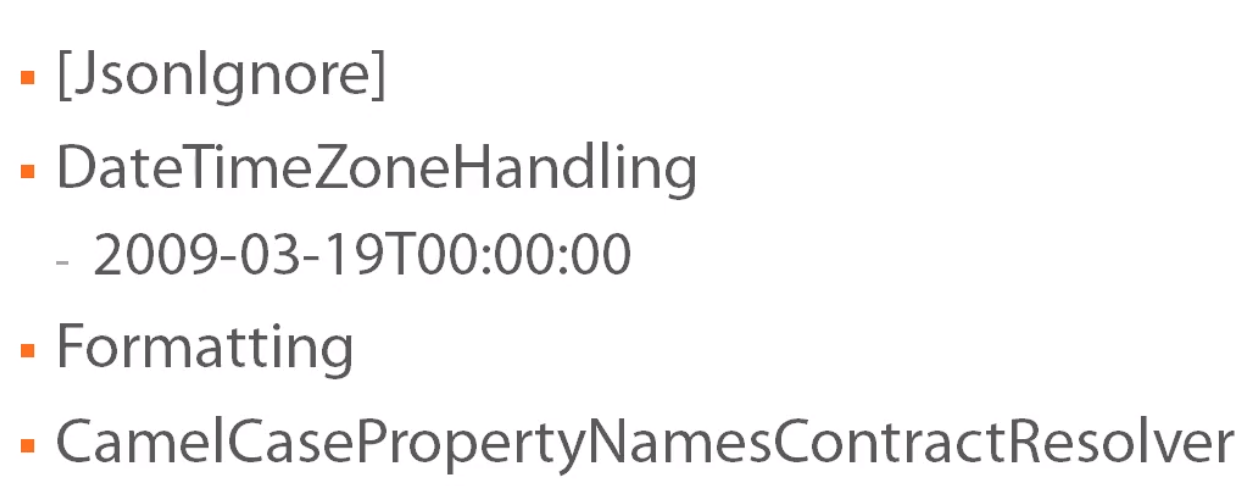 ▪ [JsonIgnore]
▪ DateTimeZoneHandling
- 2009-03-19T00:00:00
▪ Formatting
▪ CamelCasePropertyNamesContractResolver